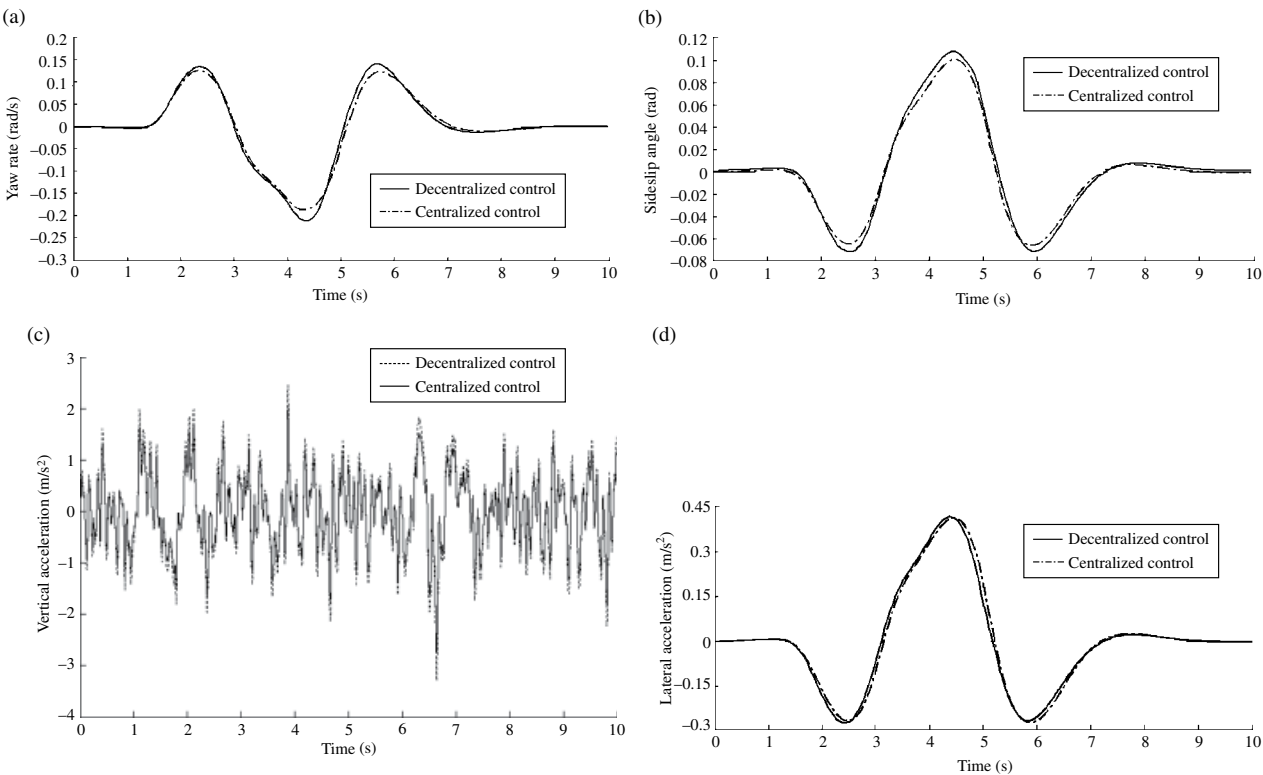 (a)
Yaw rate (rad/s)
0.2
0.15
0.1
0.05
0
–0.05
–0.1
–0.15
–0.2
–0.25
–0.3
0 1 2 3 4 5 6 7 8 9 10
Time (s)
Decentralized control
Centralized control
(b)
Sideslip angle (rad)
0.12
0.1
0.08
0.06
0.04
0.02
0
–0.02
–0.04
–0.06
–0.08
0 1 2 3 4 5 6 7 8 9 10
Time (s)
Decentralized control
Centralized control
(c)
Vertical acceleration (m/s²)
3
2
1
0
–1
–2
–3
–4
0 1 2 3 4 5 6 7 8 9 10
Time (s)
Decentralized control
Centralized control
(d)
Lateral acceleration (m/s²)
0.45
0.3
0.15
0
–0.15
–0.3
0 1 2 3 4 5 6 7 8 9 10
Time (s)
Decentralized control
Centralized control